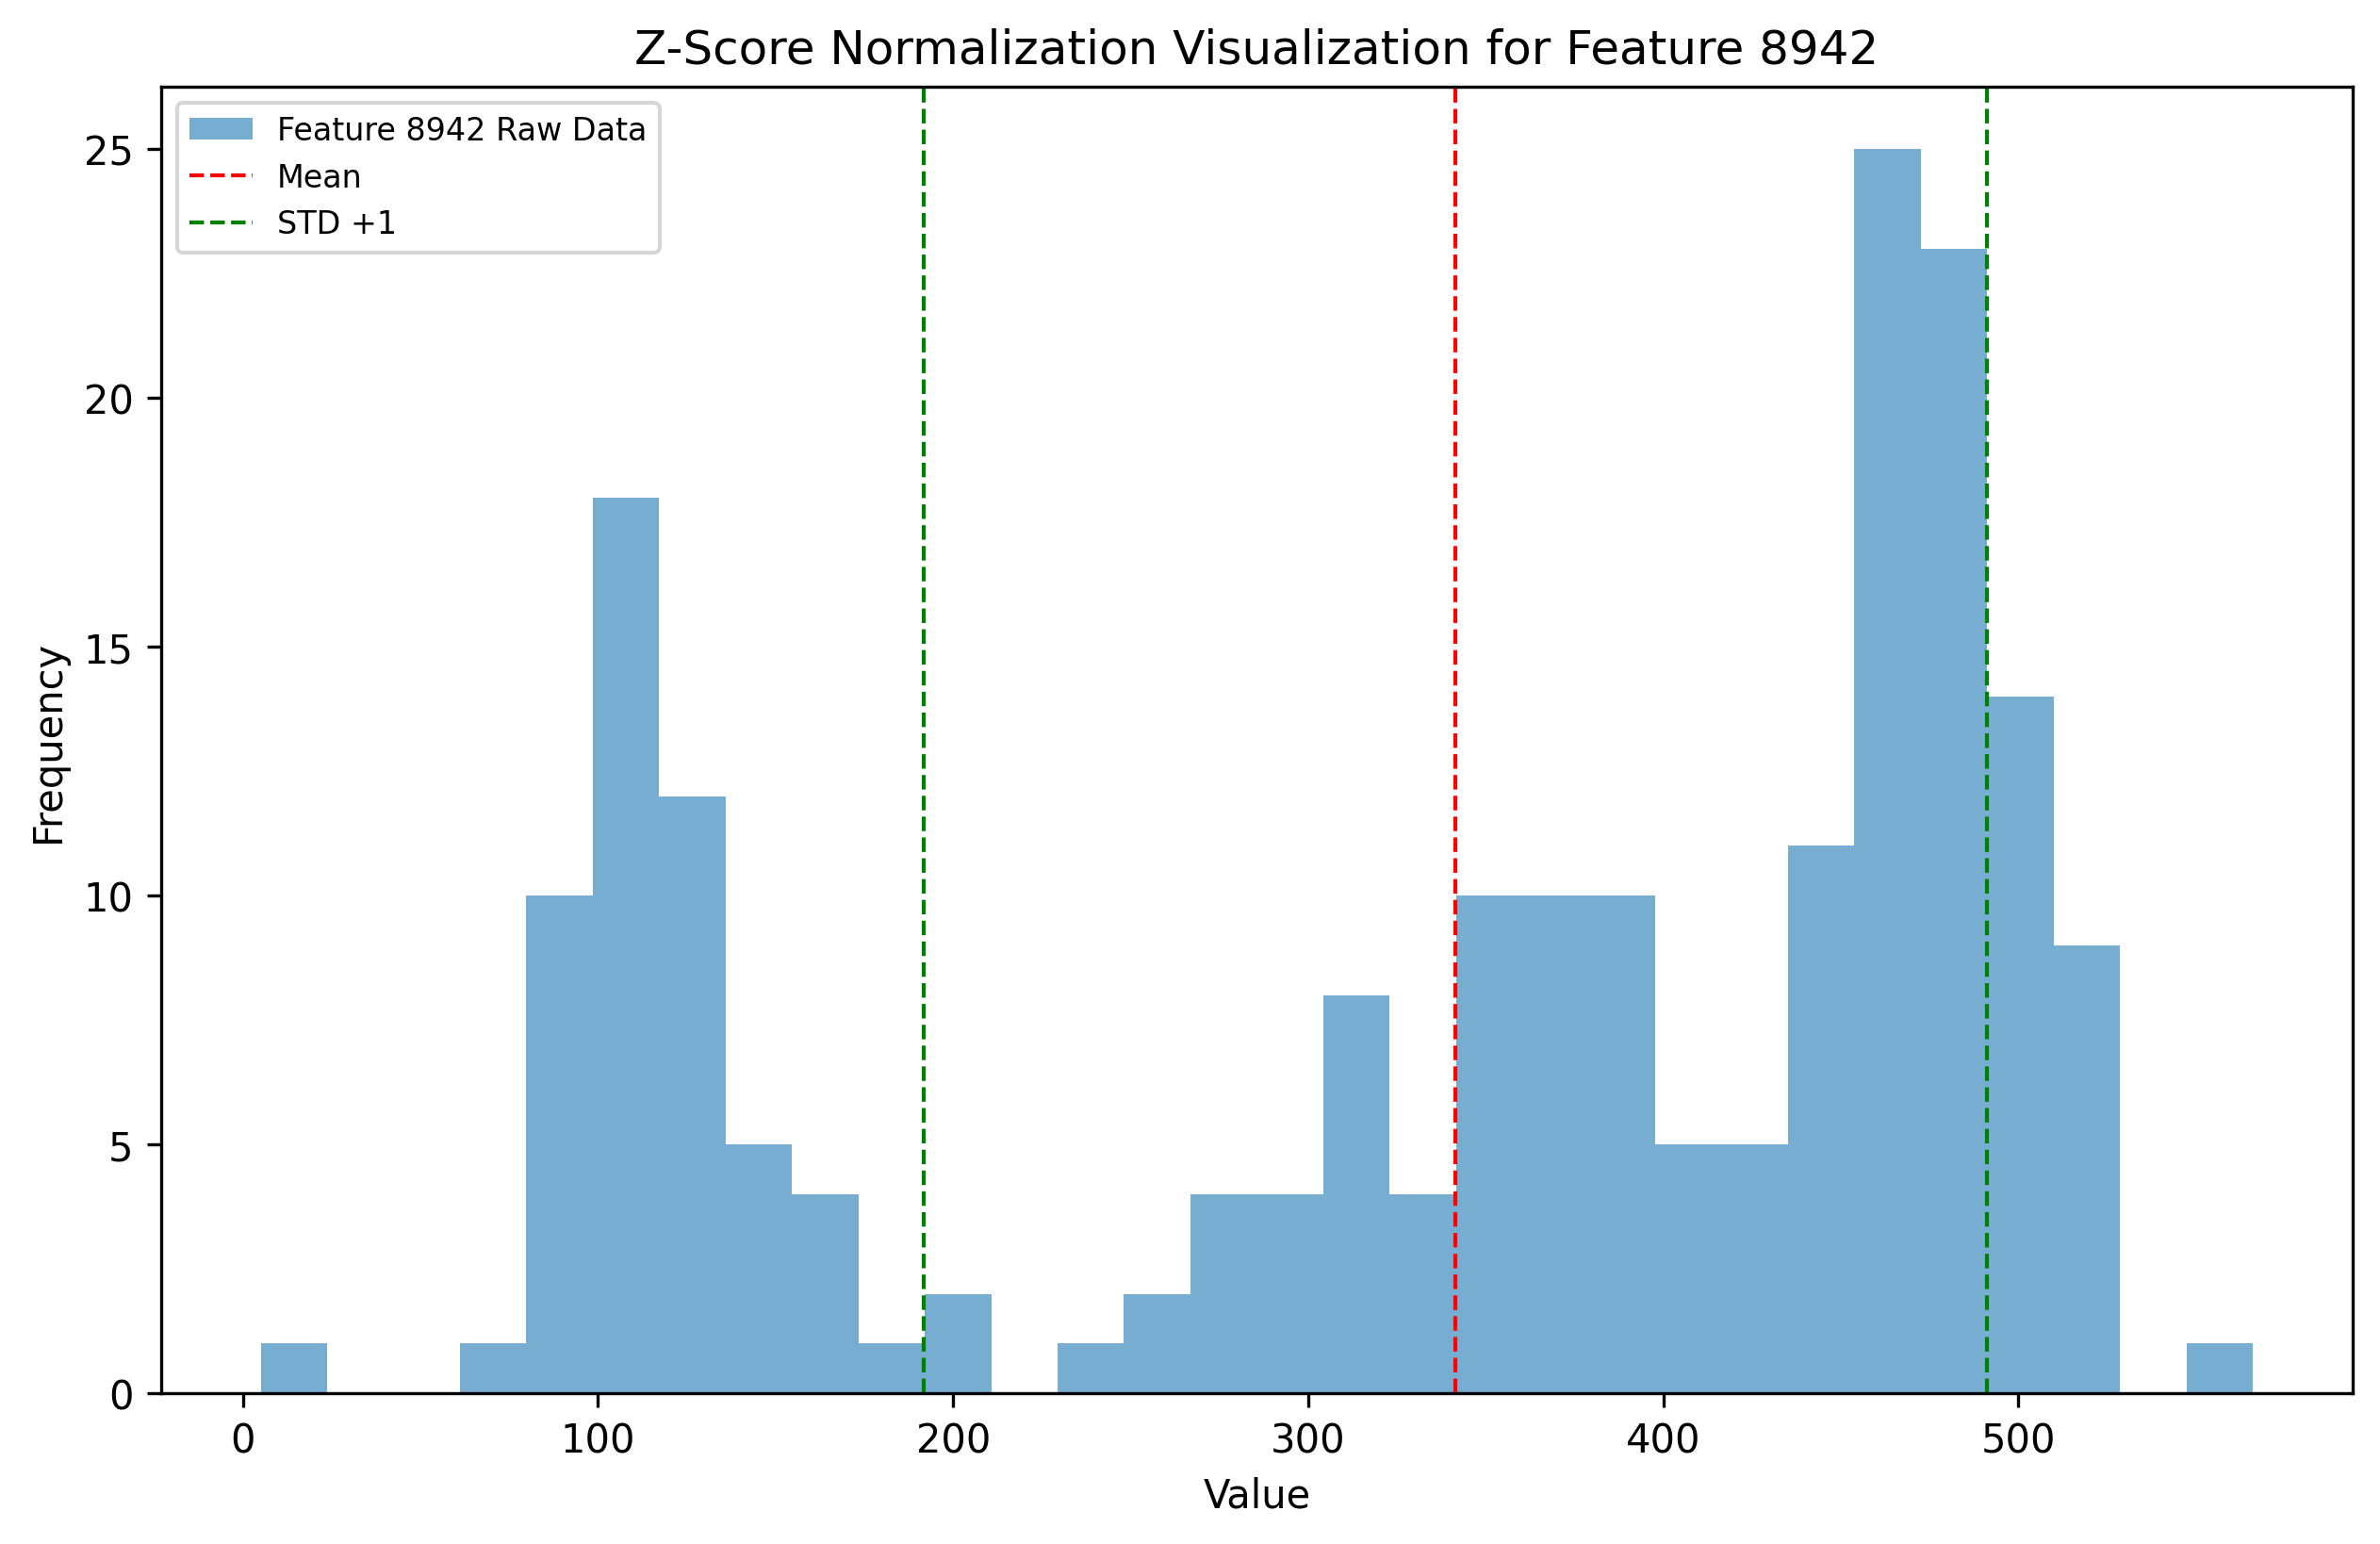 Z-Score Normalization Visualization for Feature 8942
Feature 8942 Raw Data
Mean
STD +1
25
20
15
10
5
0
Frequency
0 100 200 300 400 500
Value